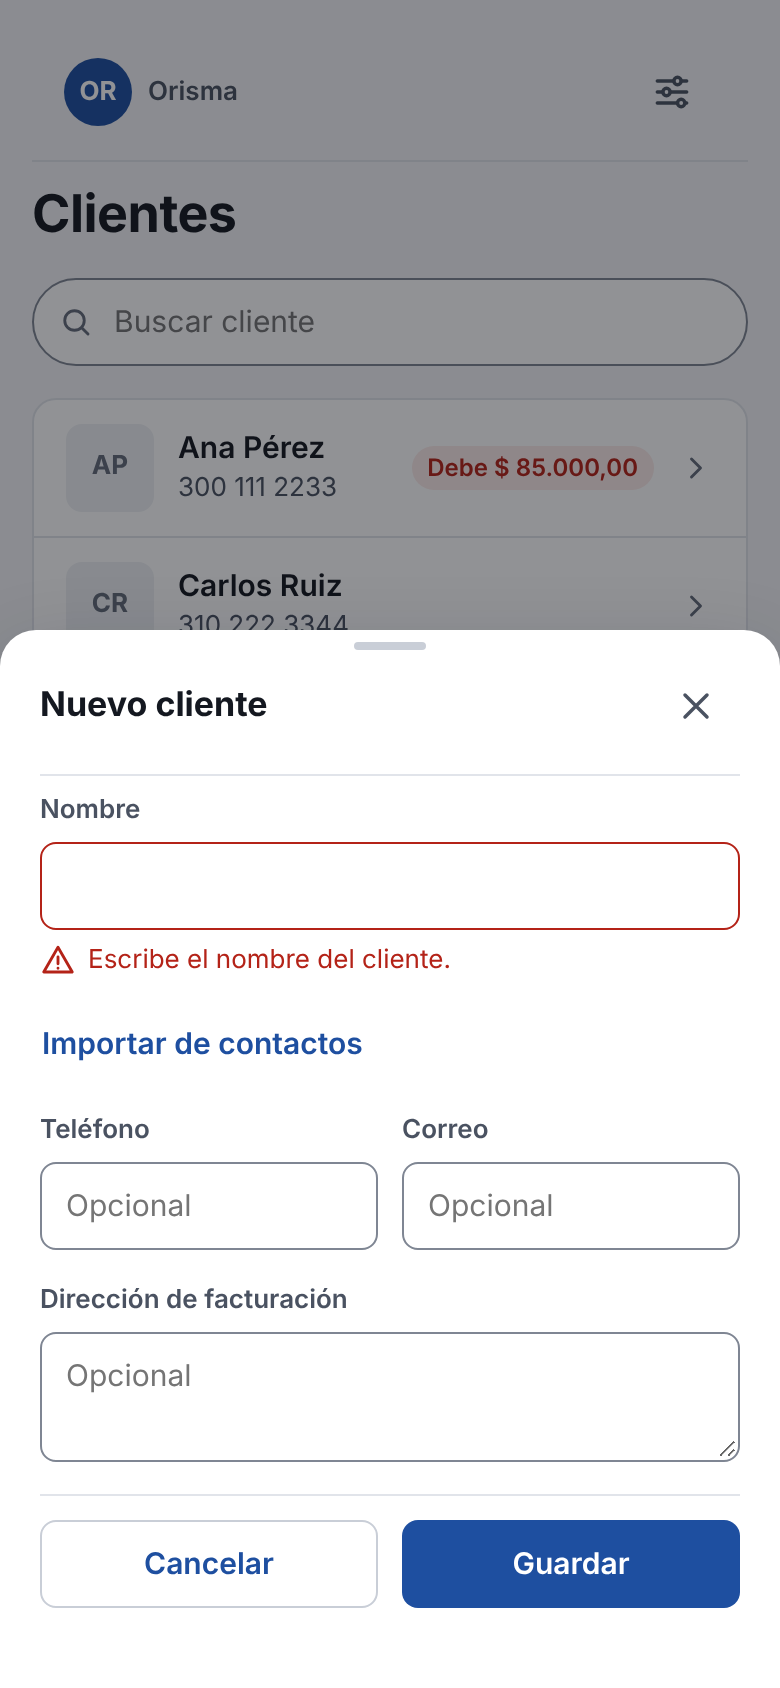 OR Orisma
Clientes
Buscar cliente
AP Ana Pérez
300 111 2233
Debe $ 85.000,00
CR Carlos Ruiz
310 222 3344
Nuevo cliente
Nombre
Escribe el nombre del cliente.
Importar de contactos
Teléfono Correo
Opcional Opcional
Dirección de facturación
Opcional
Cancelar Guardar